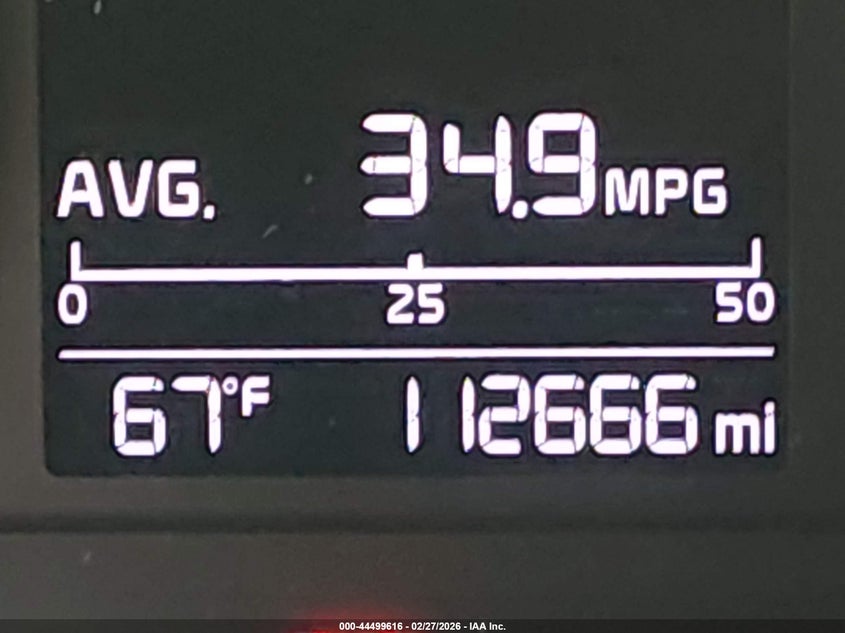 AVG. 34.9 MPG
0 25 50
67°F 112666 mi
000-44499616 - 02/27/2026 - IAA Inc.